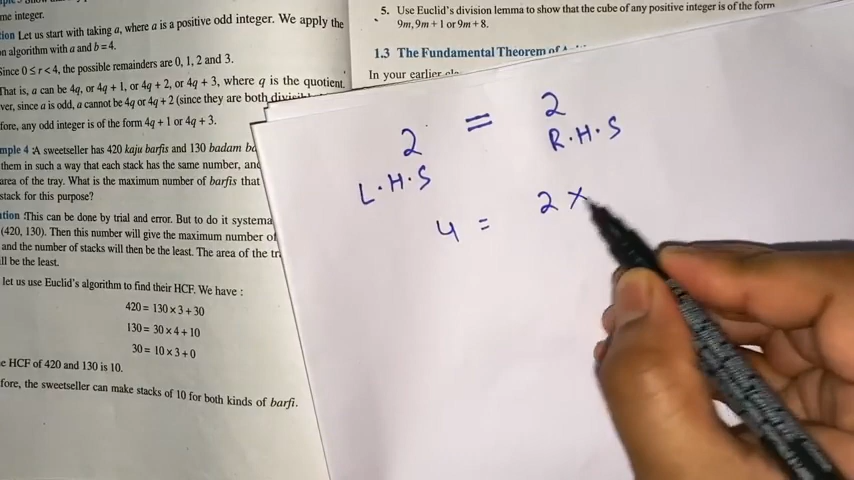 me integer.
tion Let us start with taking a, where a is a positive odd integer. We apply the
n algorithm with a and b = 4.
Since 0 ≤ r < 4, the possible remainders are 0, 1, 2 and 3.
That is, a can be 4q, or 4q + 1, or 4q + 2, or 4q + 3, where q is the quotient.
ver, since a is odd, a cannot be 4q or 4q + 2 (since they are both divisi
fore, any odd integer is of the form 4q + 1 or 4q + 3.
mple 4 : A sweetseller has 420 kaju barfis and 130 badam ba
them in such a way that each stack has the same number, and
area of the tray. What is the maximum number of barfis that
stack for this purpose?
ution : This can be done by trial and error. But to do it systema
(420, 130). Then this number will give the maximum number of
and the number of stacks will then be the least. The area of the tr
ll be the least.
let us use Euclid's algorithm to find their HCF. We have :
420 = 130 × 3 + 30
130 = 30 × 4 + 10
30 = 10 × 3 + 0
e HCF of 420 and 130 is 10.
fore, the sweetseller can make stacks of 10 for both kinds of barfi.
5. Use Euclid's division lemma to show that the cube of any positive integer is of the form
9m, 9m + 1 or 9m + 8.
1.3 The Fundamental Theorem of
In your earlier
2 = 2
L.H.S R.H.S
4 = 2 ×